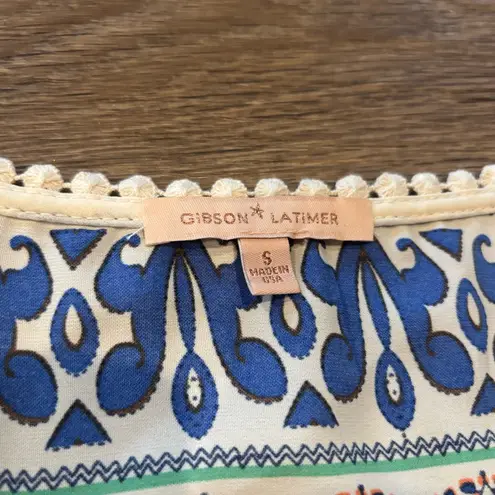 GIBSON * LATIMER
S
MADE IN
USA